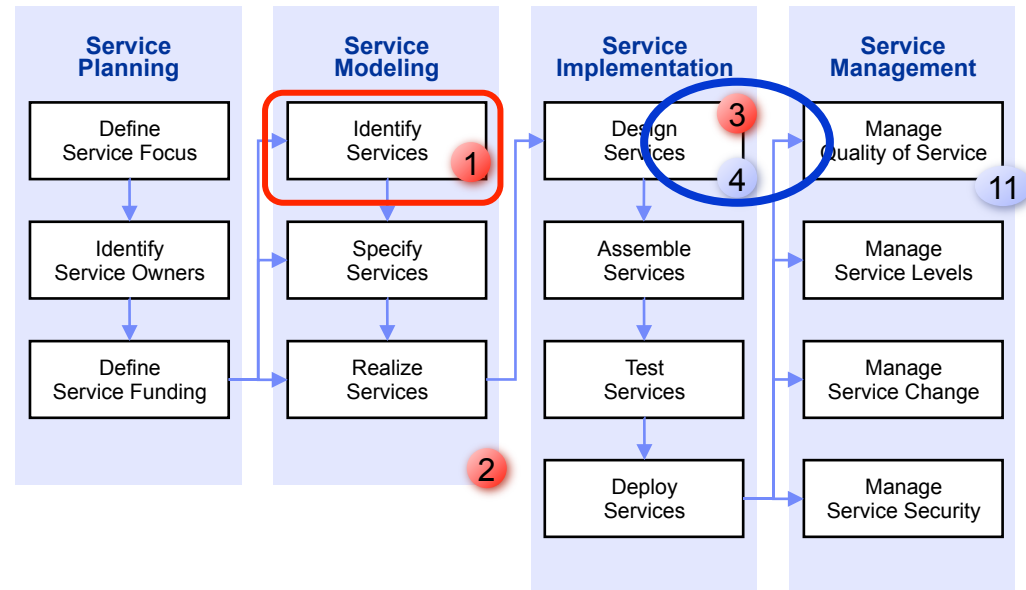 Service
Planning
Define
Service Focus
Identify
Service Owners
Define
Service Funding
Service
Modeling
Identify
Services
1
Specify
Services
Realize
Services
2
Service
Implementation
Design
Services
3
4
Assemble
Services
Test
Services
Deploy
Services
Service
Management
Manage
Quality of Service
11
Manage
Service Levels
Manage
Service Change
Manage
Service Security